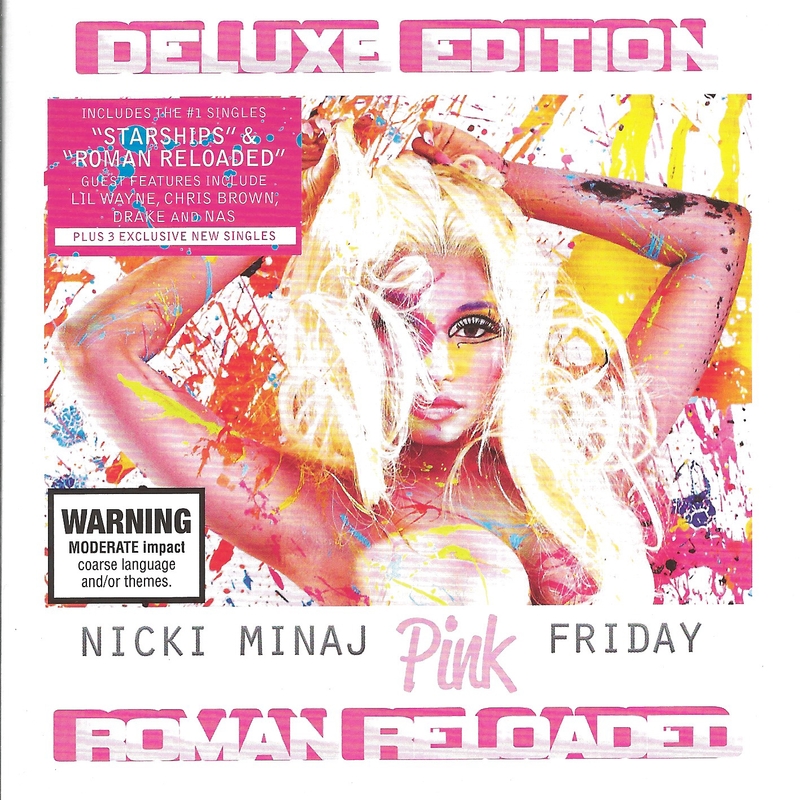 DELUXE EDITION
INCLUDES THE #1 SINGLES
"STARSHIPS" &
"ROMAN RELOADED"
GUEST FEATURES INCLUDE
LIL WAYNE, CHRIS BROWN,
DRAKE AND NAS
PLUS 3 EXCLUSIVE NEW SINGLES
WARNING
MODERATE impact
coarse language
and/or themes.
NICKI MINAJ Pink FRIDAY
ROMAN RELOADED